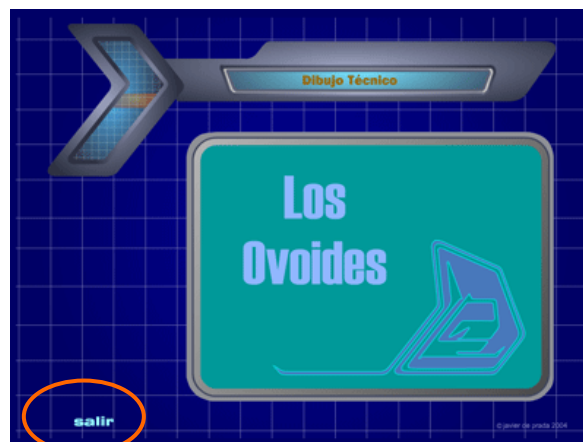 Dibujo Técnico
Los
Ovoides
salir
© javier de prada 2004